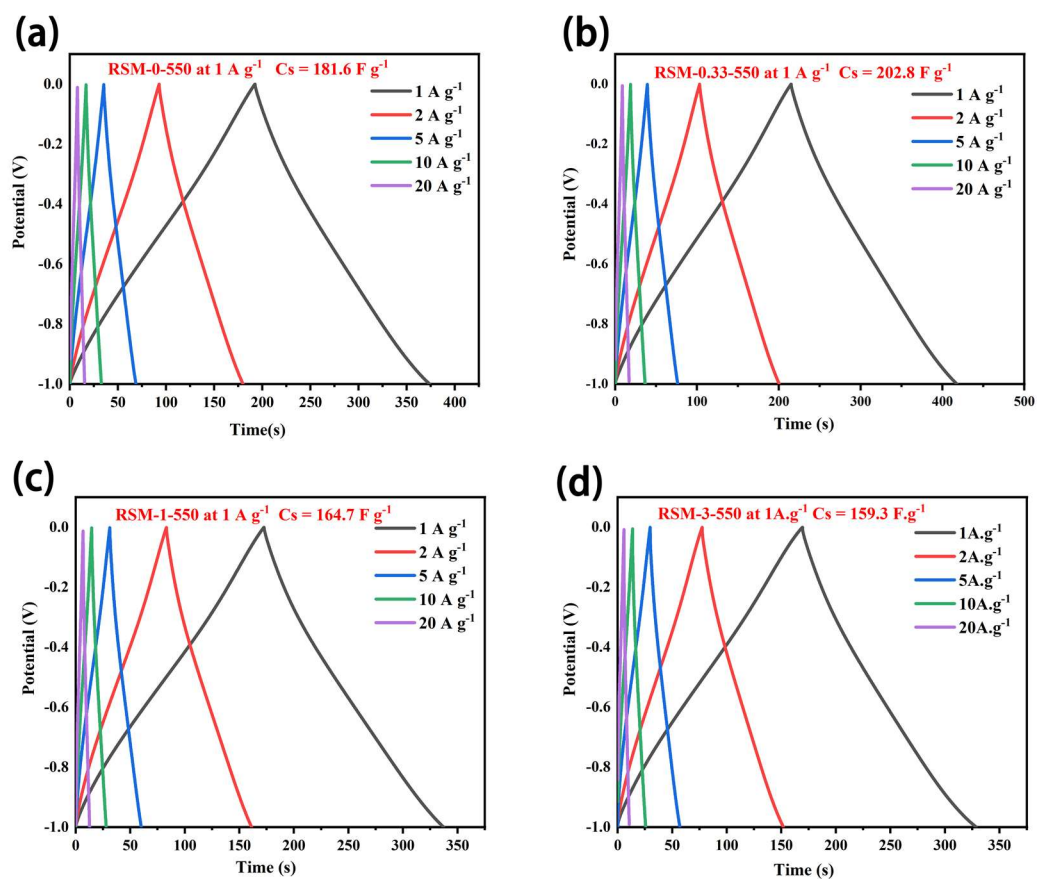 (a)
RSM-0-550 at 1 A g⁻¹ Cs = 181.6 F g⁻¹
1 A g⁻¹
2 A g⁻¹
5 A g⁻¹
10 A g⁻¹
20 A g⁻¹
Potential (V)
0.0
-0.2
-0.4
-0.6
-0.8
-1.0
0 50 100 150 200 250 300 350 400
Time(s)
(b)
RSM-0.33-550 at 1 A g⁻¹ Cs = 202.8 F g⁻¹
1 A g⁻¹
2 A g⁻¹
5 A g⁻¹
10 A g⁻¹
20 A g⁻¹
Potential (V)
0.0
-0.2
-0.4
-0.6
-0.8
-1.0
0 100 200 300 400 500
Time (s)
(c)
RSM-1-550 at 1 A g⁻¹ Cs = 164.7 F g⁻¹
1 A g⁻¹
2 A g⁻¹
5 A g⁻¹
10 A g⁻¹
20 A g⁻¹
Potential (V)
0.0
-0.2
-0.4
-0.6
-0.8
-1.0
0 50 100 150 200 250 300 350
Time (s)
(d)
RSM-3-550 at 1A.g⁻¹ Cs = 159.3 F.g⁻¹
1A.g⁻¹
2A.g⁻¹
5A.g⁻¹
10A.g⁻¹
20A.g⁻¹
Potential (V)
0.0
-0.2
-0.4
-0.6
-0.8
-1.0
0 50 100 150 200 250 300 350
Time (s)